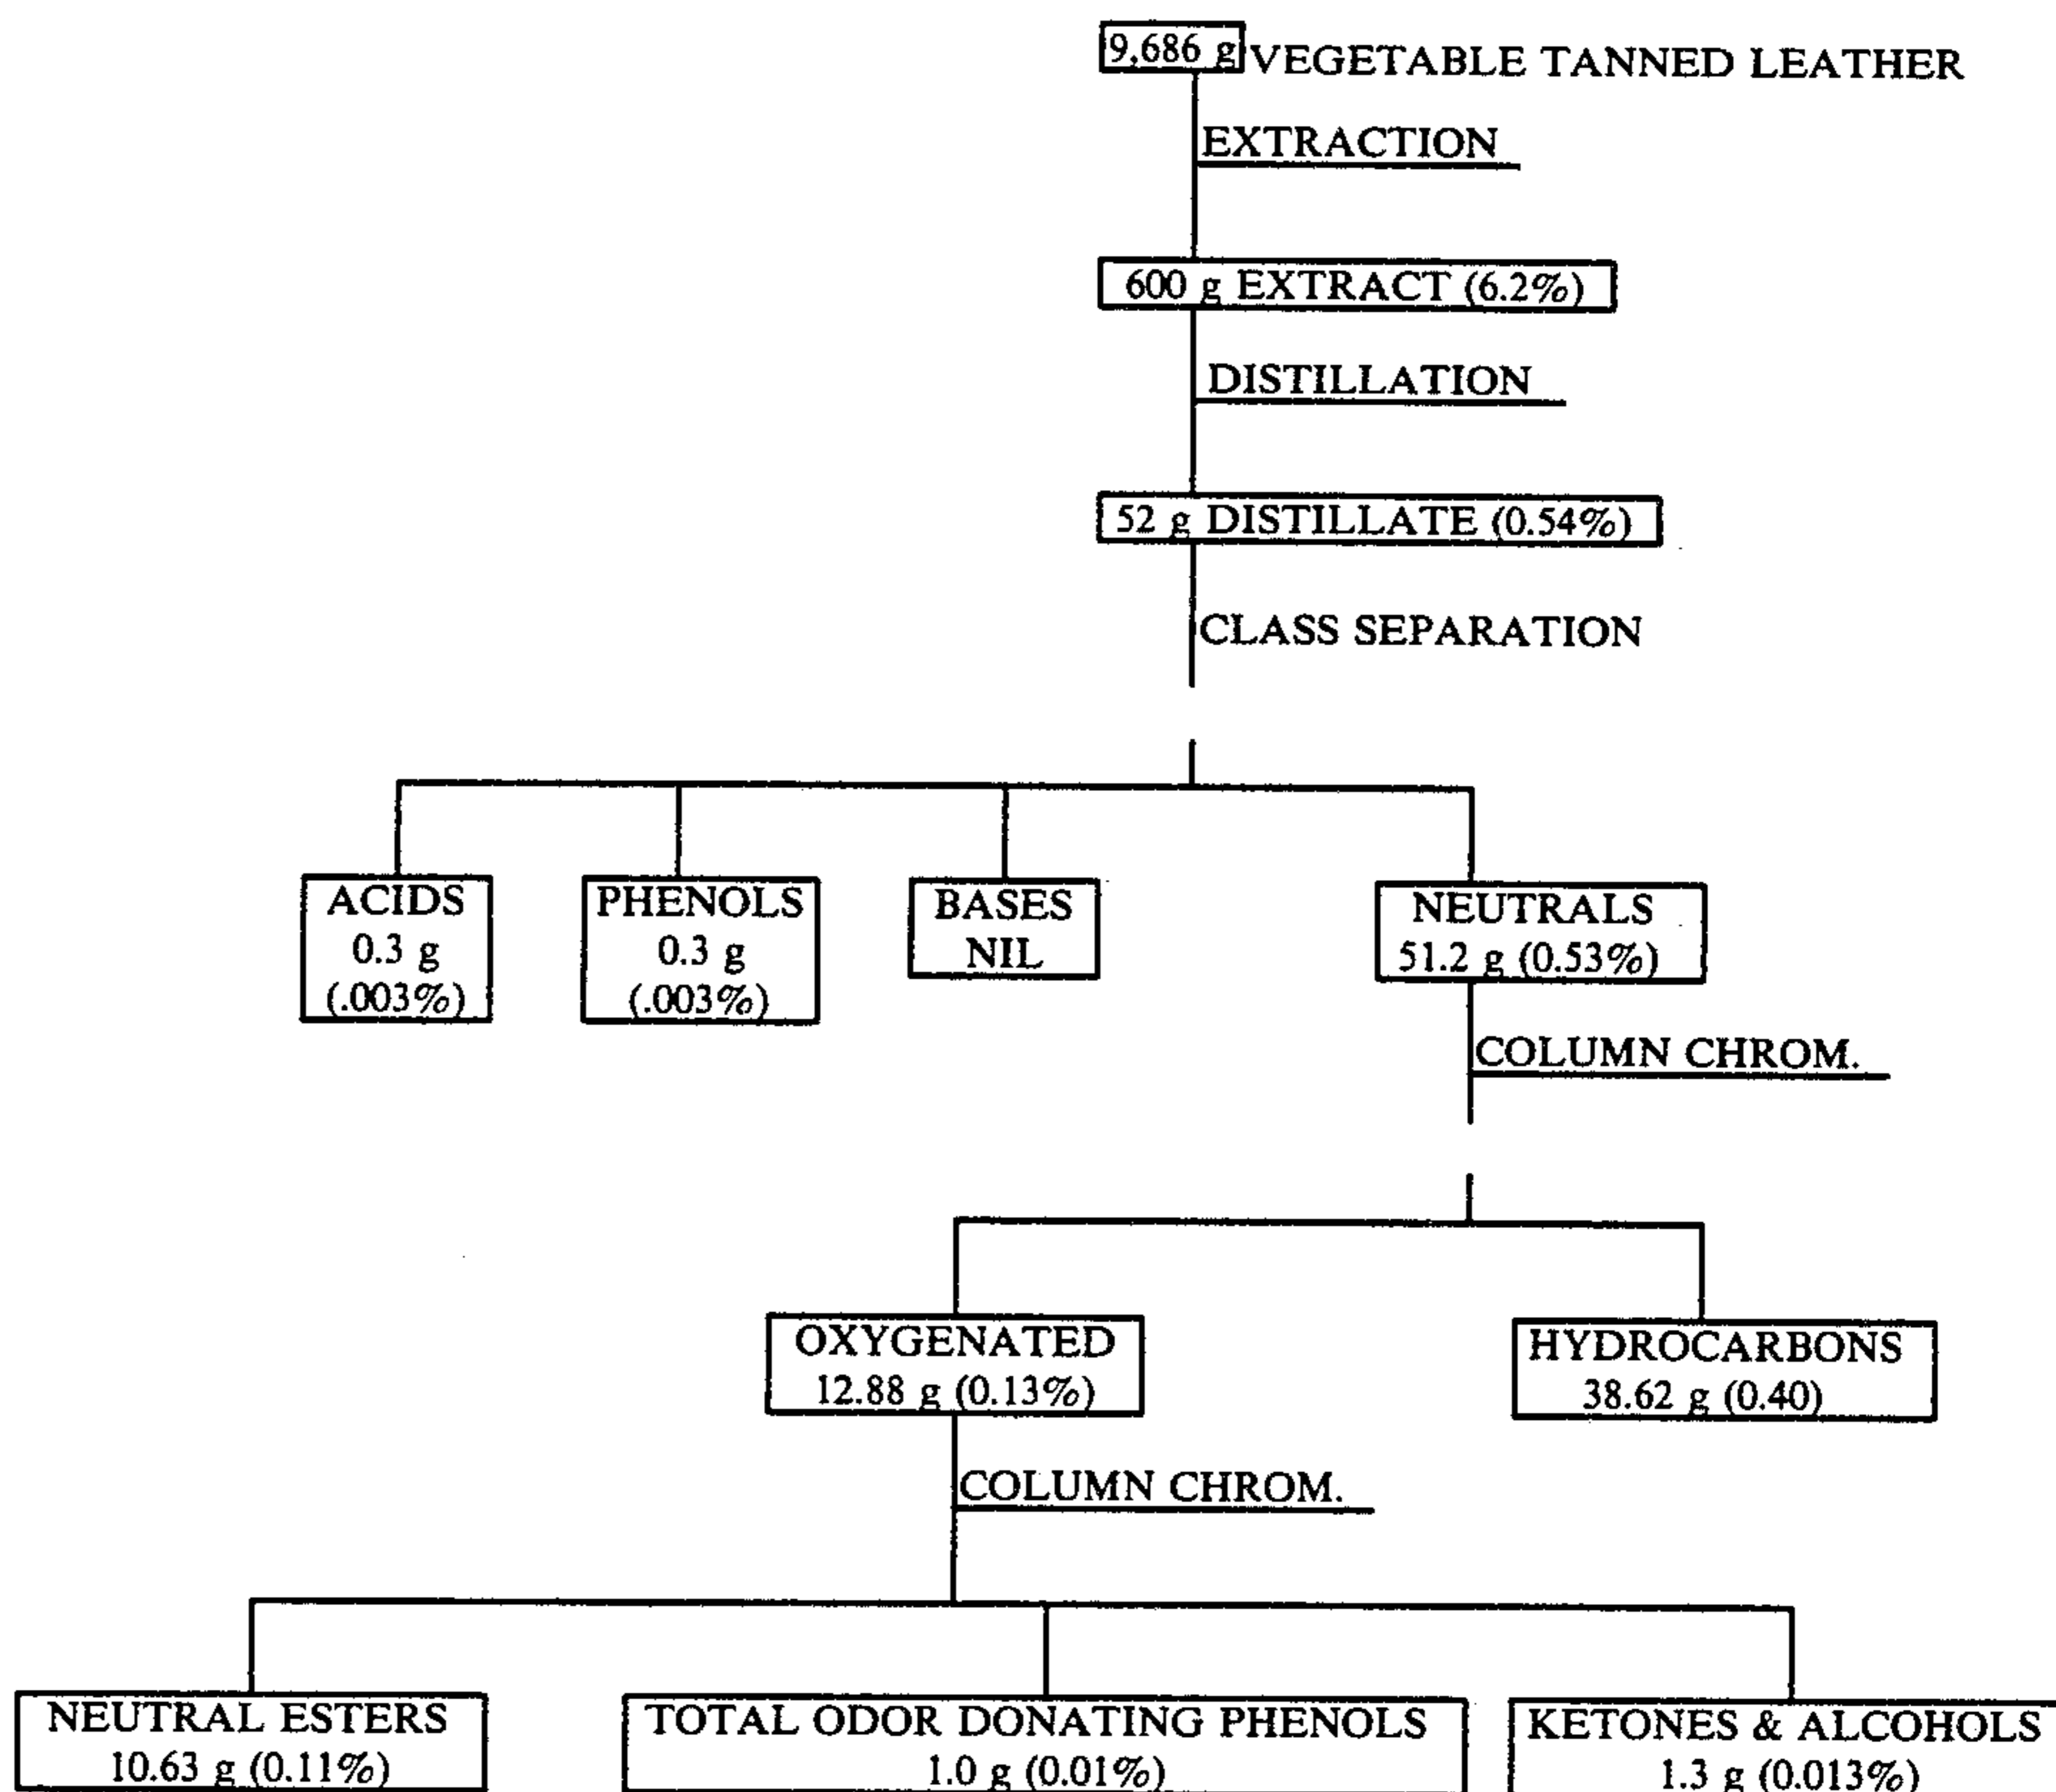 9,686 g VEGETABLE TANNED LEATHER
EXTRACTION
600 g EXTRACT (6.2%)
DISTILLATION
52 g DISTILLATE (0.54%)
CLASS SEPARATION
ACIDS
0.3 g
(.003%)
PHENOLS
0.3 g
(.003%)
BASES
NIL
NEUTRALS
51.2 g (0.53%)
COLUMN CHROM.
OXYGENATED
12.88 g (0.13%)
HYDROCARBONS
38.62 g (0.40)
COLUMN CHROM.
NEUTRAL ESTERS
10.63 g (0.11%)
TOTAL ODOR DONATING PHENOLS
1.0 g (0.01%)
KETONES & ALCOHOLS
1.3 g (0.013%)